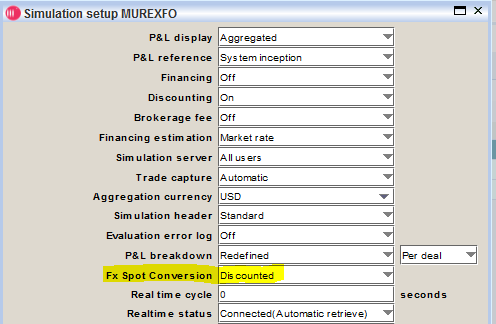 Simulation setup MUREXFO
P&L display Aggregated
P&L reference System inception
Financing Off
Discounting On
Brokerage fee Off
Financing estimation Market rate
Simulation server All users
Trade capture Automatic
Aggregation currency USD
Simulation header Standard
Evaluation error log Off
P&L breakdown Redefined Per deal
Fx Spot Conversion Discounted
Real time cycle 0 seconds
Realtime status Connected(Automatic retrieve)